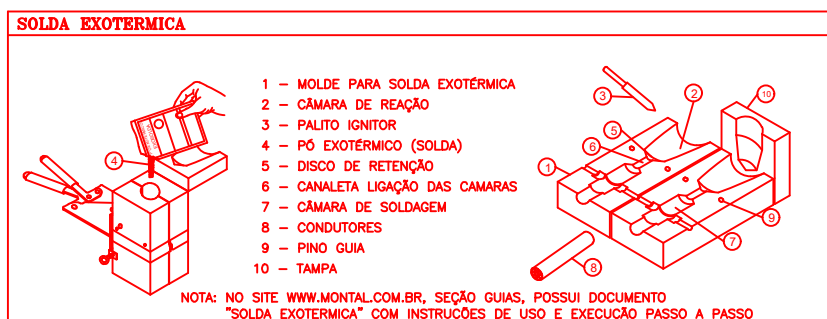 SOLDA EXOTERMICA
1 – MOLDE PARA SOLDA EXOTÉRMICA
2 – CÂMARA DE REAÇÃO
3 – PALITO IGNITOR
4 – PÓ EXOTÉRMICO (SOLDA)
5 – DISCO DE RETENÇÃO
6 – CANALETA LIGAÇÃO DAS CAMARAS
7 – CÂMARA DE SOLDAGEM
8 – CONDUTORES
9 – PINO GUIA
10 – TAMPA
4
3
2
10
5
6
1
9
7
8
NOTA: NO SITE WWW.MONTAL.COM.BR, SEÇÃO GUIAS, POSSUI DOCUMENTO
"SOLDA EXOTERMICA" COM INSTRUCÕES DE USO E EXECUCÃO PASSO A PASSO